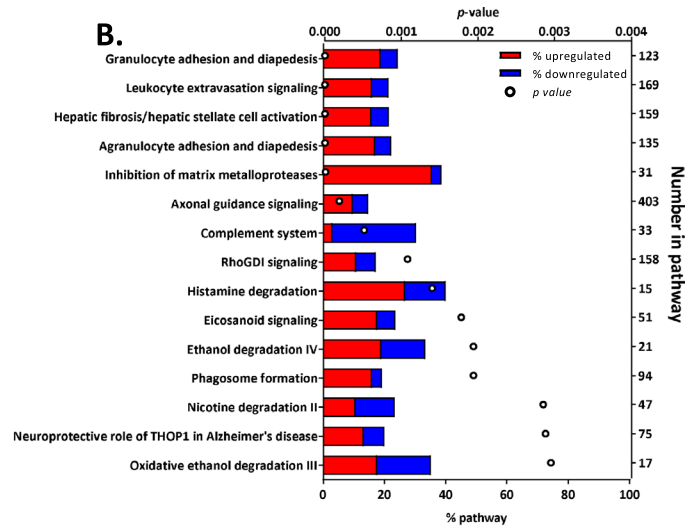 B.
p-value
0.000 0.001 0.002 0.003 0.004
Granulocyte adhesion and diapedesis 123
Leukocyte extravasation signaling 169
Hepatic fibrosis/hepatic stellate cell activation 159
Agranulocyte adhesion and diapedesis 135
Inhibition of matrix metalloproteases 31
Axonal guidance signaling 403
Complement system 33
RhoGDI signaling 158
Histamine degradation 15
Eicosanoid signaling 51
Ethanol degradation IV 21
Phagosome formation 94
Nicotine degradation II 47
Neuroprotective role of THOP1 in Alzheimer's disease 75
Oxidative ethanol degradation III 17
% upregulated
% downregulated
p value
Number in pathway
0 20 40 60 80 100
% pathway